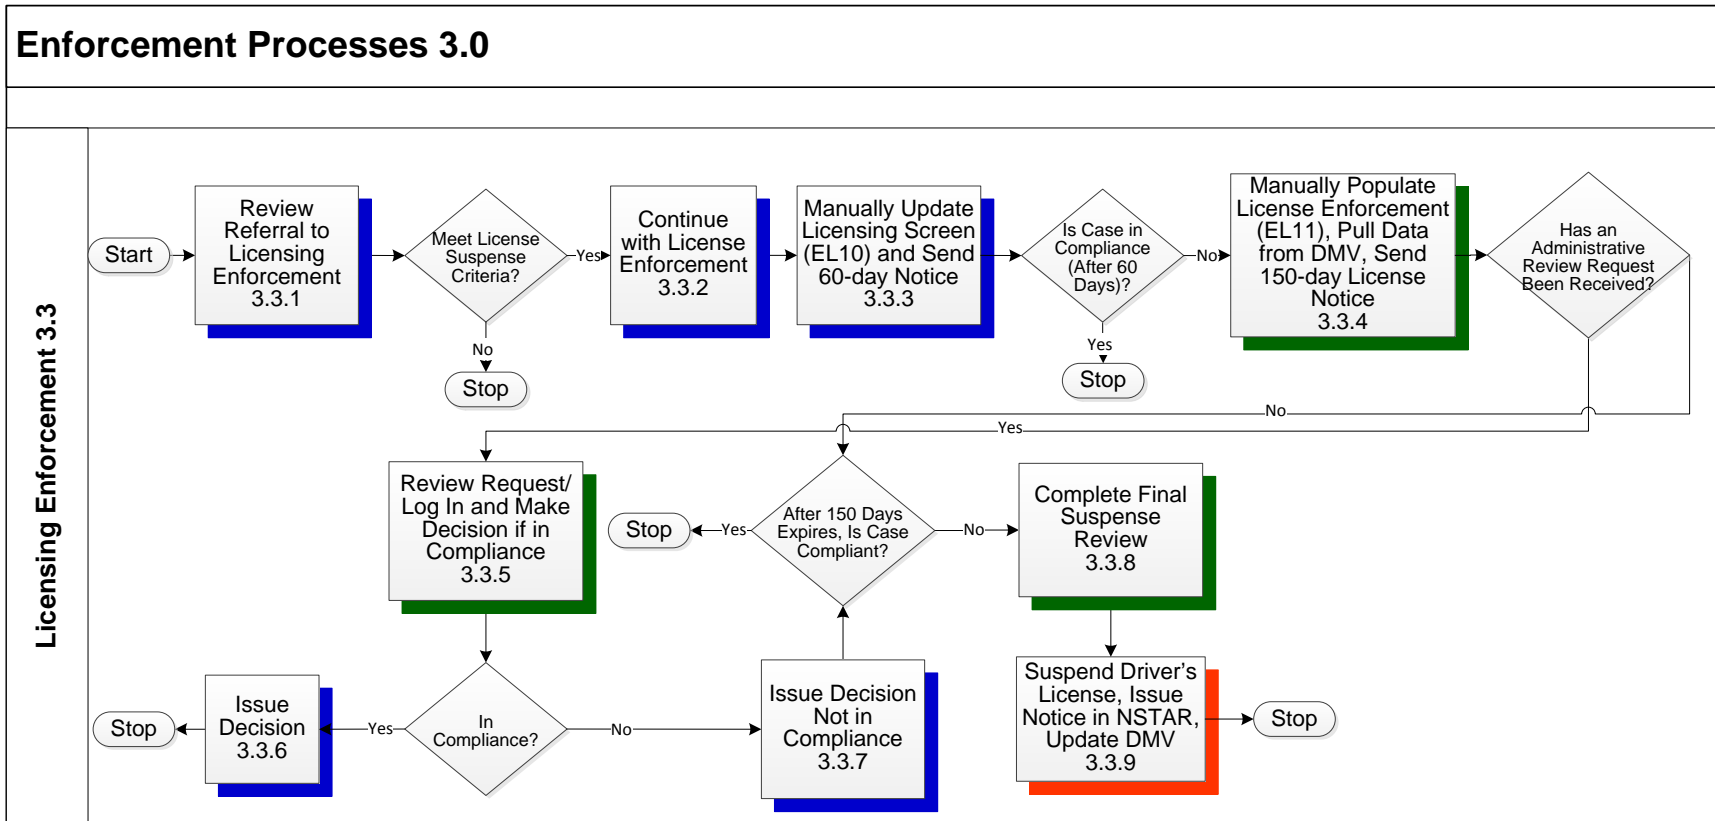 Enforcement Processes 3.0
Licensing Enforcement 3.3
Start
Review
Referral to
Licensing
Enforcement
3.3.1
Meet License
Suspense
Criteria?
Yes
No
Stop
Continue
with License
Enforcement
3.3.2
Manually Update
Licensing Screen
(EL10) and Send
60-day Notice
3.3.3
Is Case in
Compliance
(After 60
Days)?
No
Yes
Stop
Manually Populate
License Enforcement
(EL11), Pull Data
from DMV, Send
150-day License
Notice
3.3.4
Has an
Administrative
Review Request
Been Received?
No
Yes
Review Request/
Log In and Make
Decision if in
Compliance
3.3.5
Stop
Yes
After 150 Days
Expires, Is Case
Compliant?
No
Complete Final
Suspense
Review
3.3.8
Stop
Issue
Decision
3.3.6
Yes
In
Compliance?
No
Issue Decision
Not in
Compliance
3.3.7
Suspend Driver's
License, Issue
Notice in NSTAR,
Update DMV
3.3.9
Stop